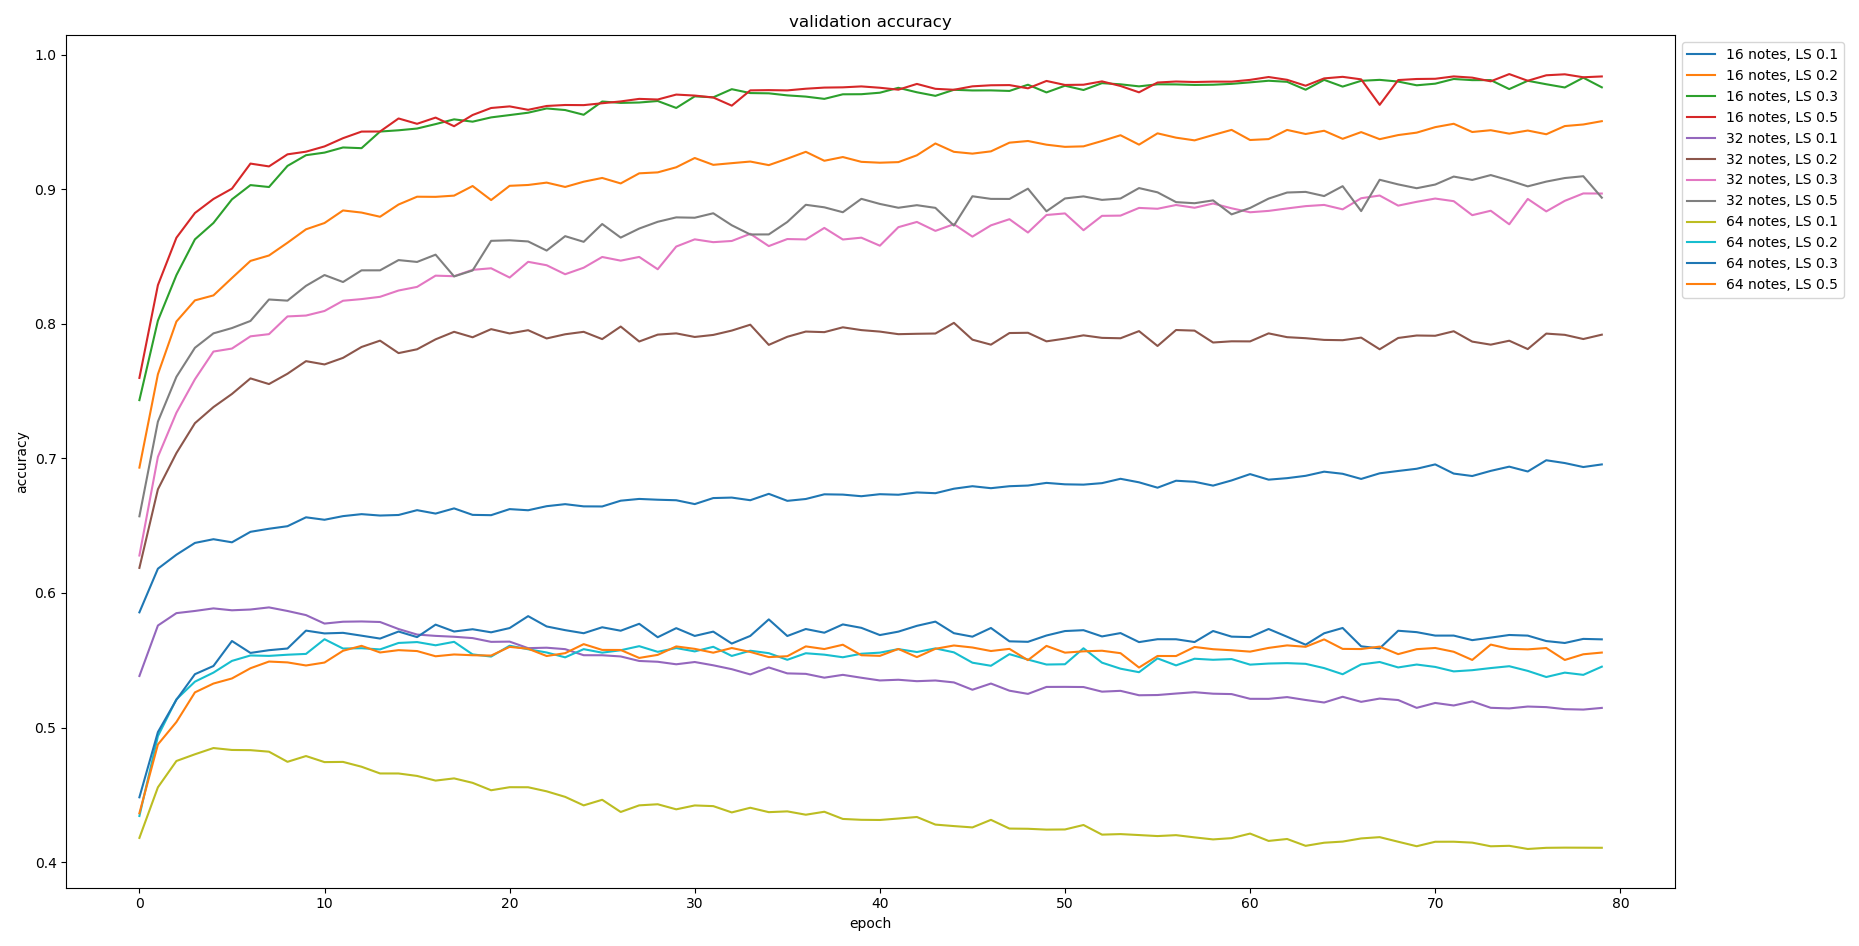 validation accuracy
1.0
0.9
0.8
0.7
0.6
0.5
0.4
accuracy
0 10 20 30 40 50 60 70 80
epoch
16 notes, LS 0.1
16 notes, LS 0.2
16 notes, LS 0.3
16 notes, LS 0.5
32 notes, LS 0.1
32 notes, LS 0.2
32 notes, LS 0.3
32 notes, LS 0.5
64 notes, LS 0.1
64 notes, LS 0.2
64 notes, LS 0.3
64 notes, LS 0.5